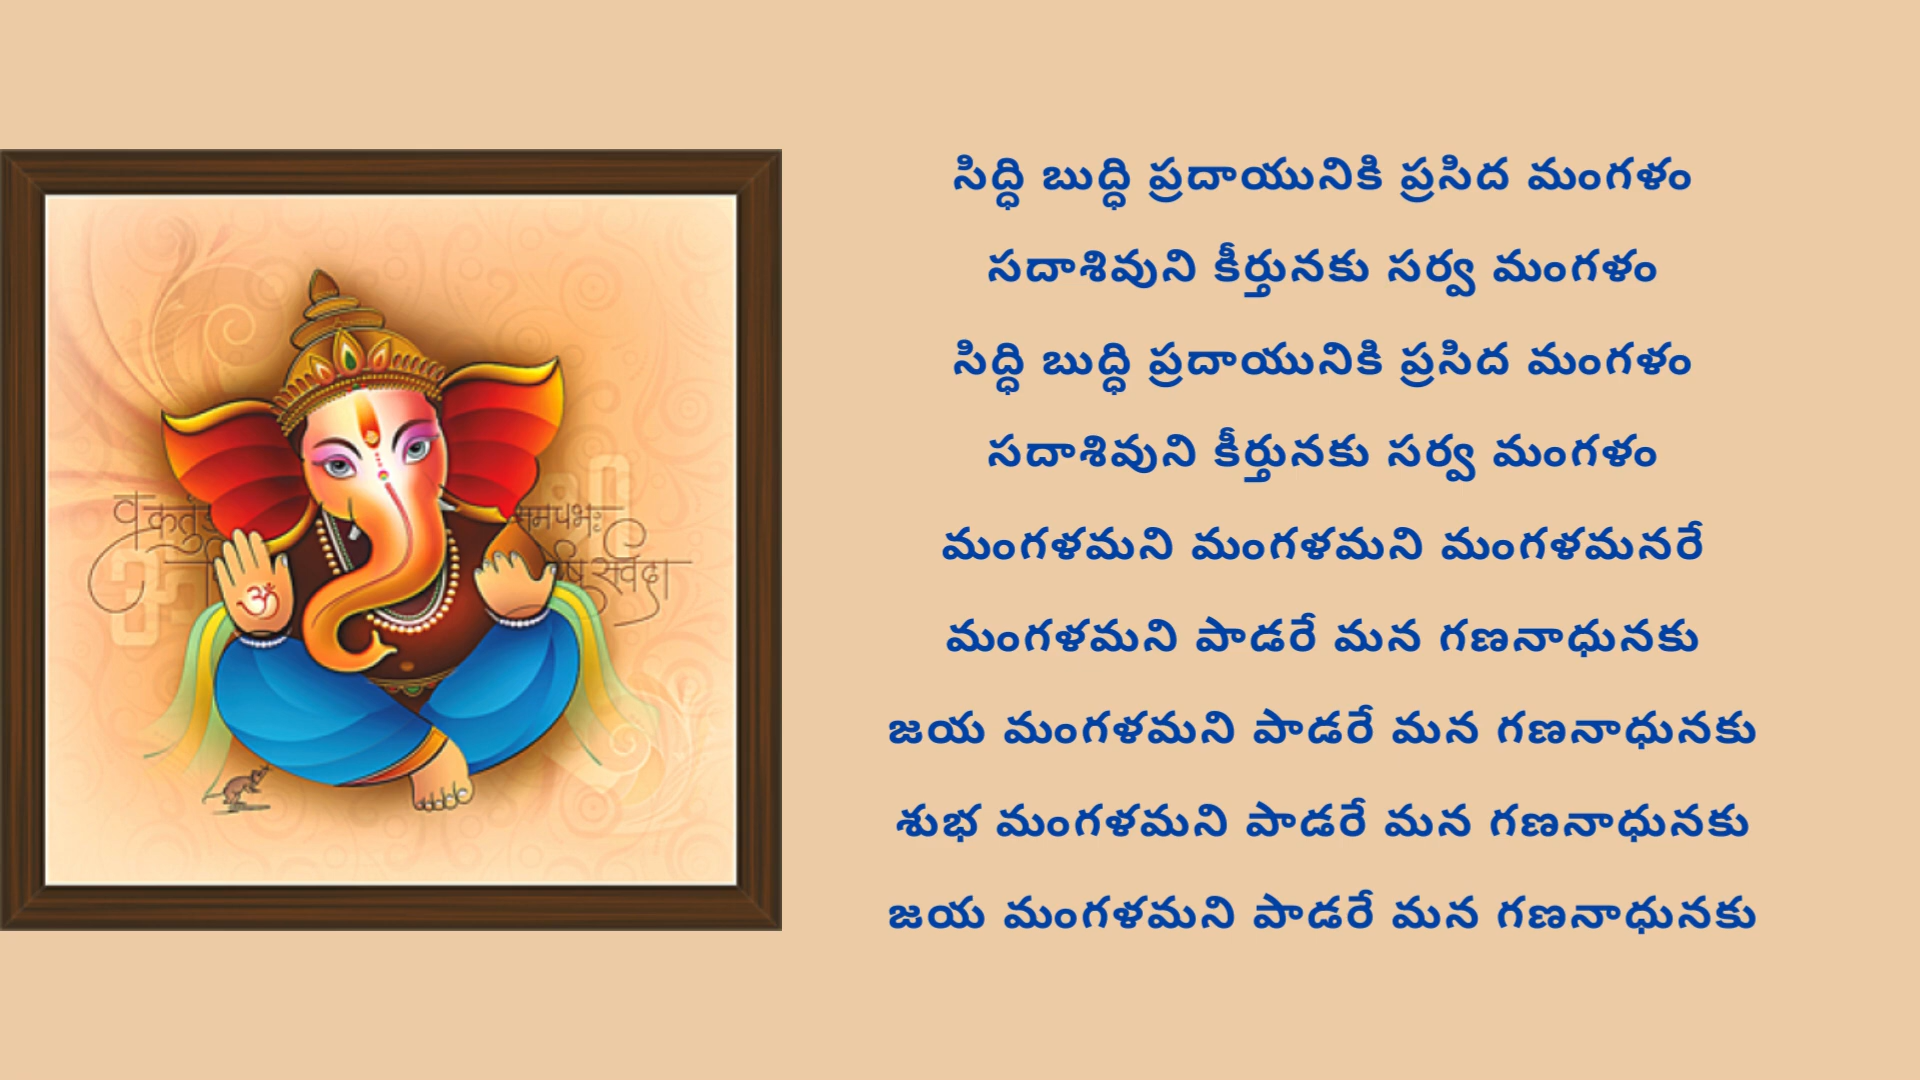 వక్రతుండ
సిద్ధి బుద్ధి ప్రదాయునికి ప్రసిద మంగళం
సదాశివుని కీర్తునకు సర్వ మంగళం
సిద్ధి బుద్ధి ప్రదాయునికి ప్రసిద మంగళం
సదాశివుని కీర్తునకు సర్వ మంగళం
మంగళమని మంగళమని మంగళమనరే
మంగళమని పాడరే మన గణనాధునకు
జయ మంగళమని పాడరే మన గణనాధునకు
శుభ మంగళమని పాడరే మన గణనాధునకు
జయ మంగళమని పాడరే మన గణనాధునకు